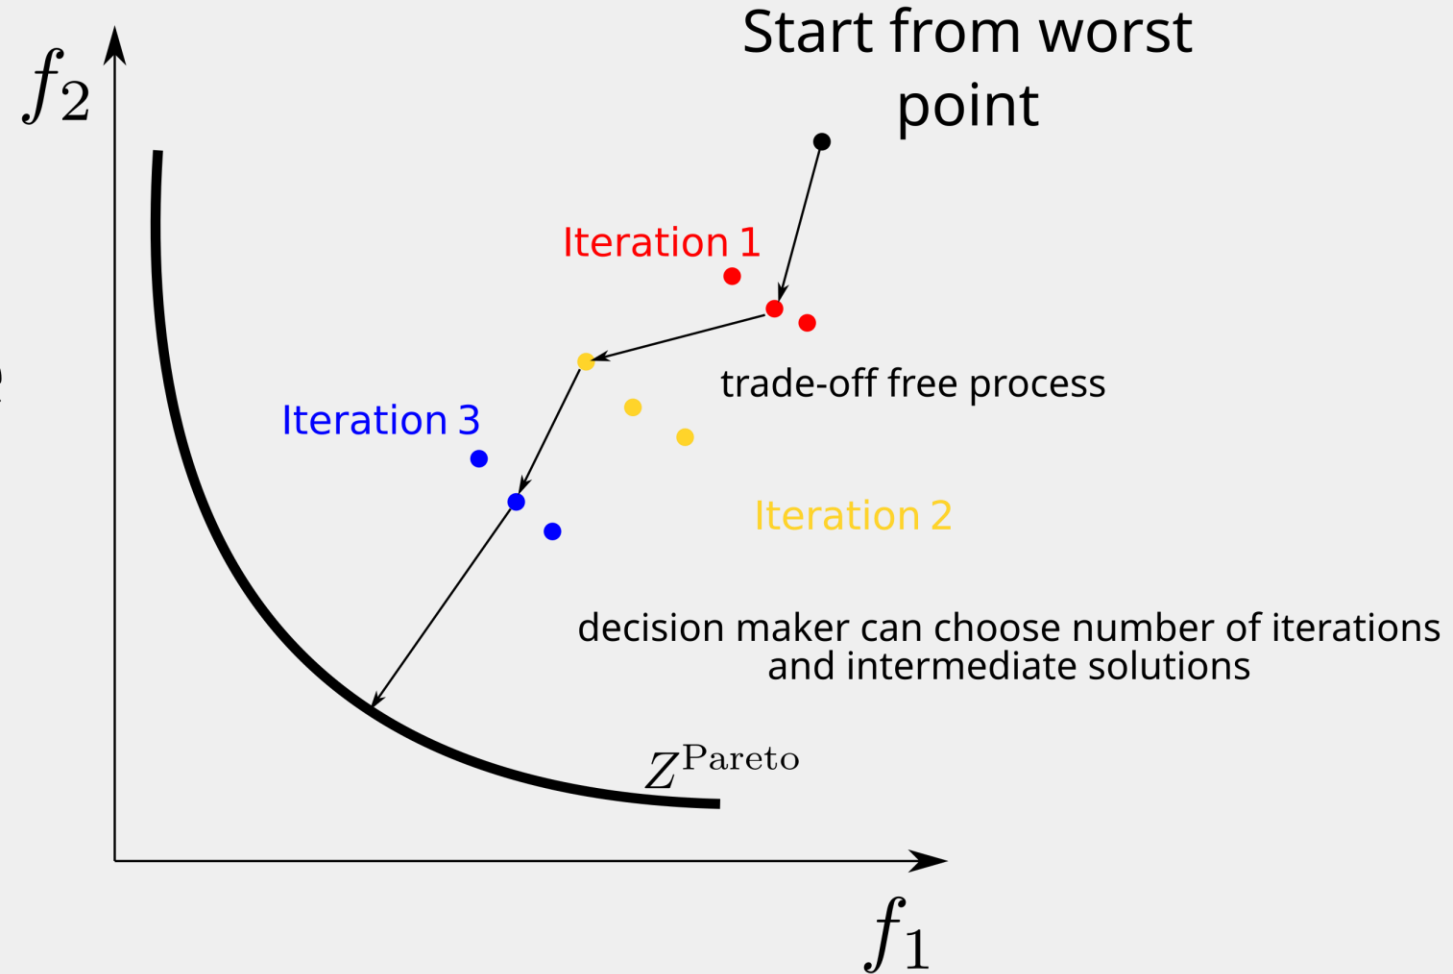 Start from worst
point
f₂
Iteration 1
trade-off free process
Iteration 3
Iteration 2
decision maker can choose number of iterations
and intermediate solutions
Z^Pareto
f₁